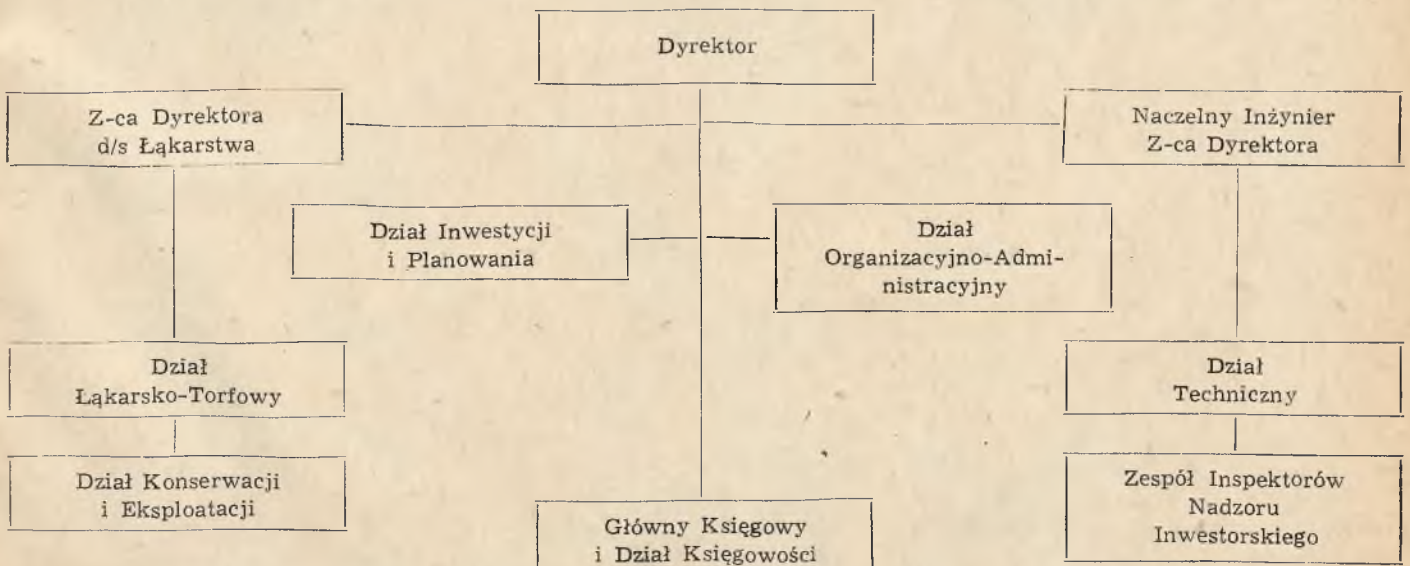 Dyrektor
Z-ca Dyrektora
d/s Łąkarstwa
Naczelny Inżynier
Z-ca Dyrektora
Dział Inwestycji
i Planowania
Dział
Organizacyjno-Admi-
nistracyjny
Dział
Łąkarsko-Torfowy
Dział
Techniczny
Dział Konserwacji
i Eksploatacji
Zespół Inspektorów
Nadzoru
Inwestorskiego
Główny Księgowy
i Dział Księgowości